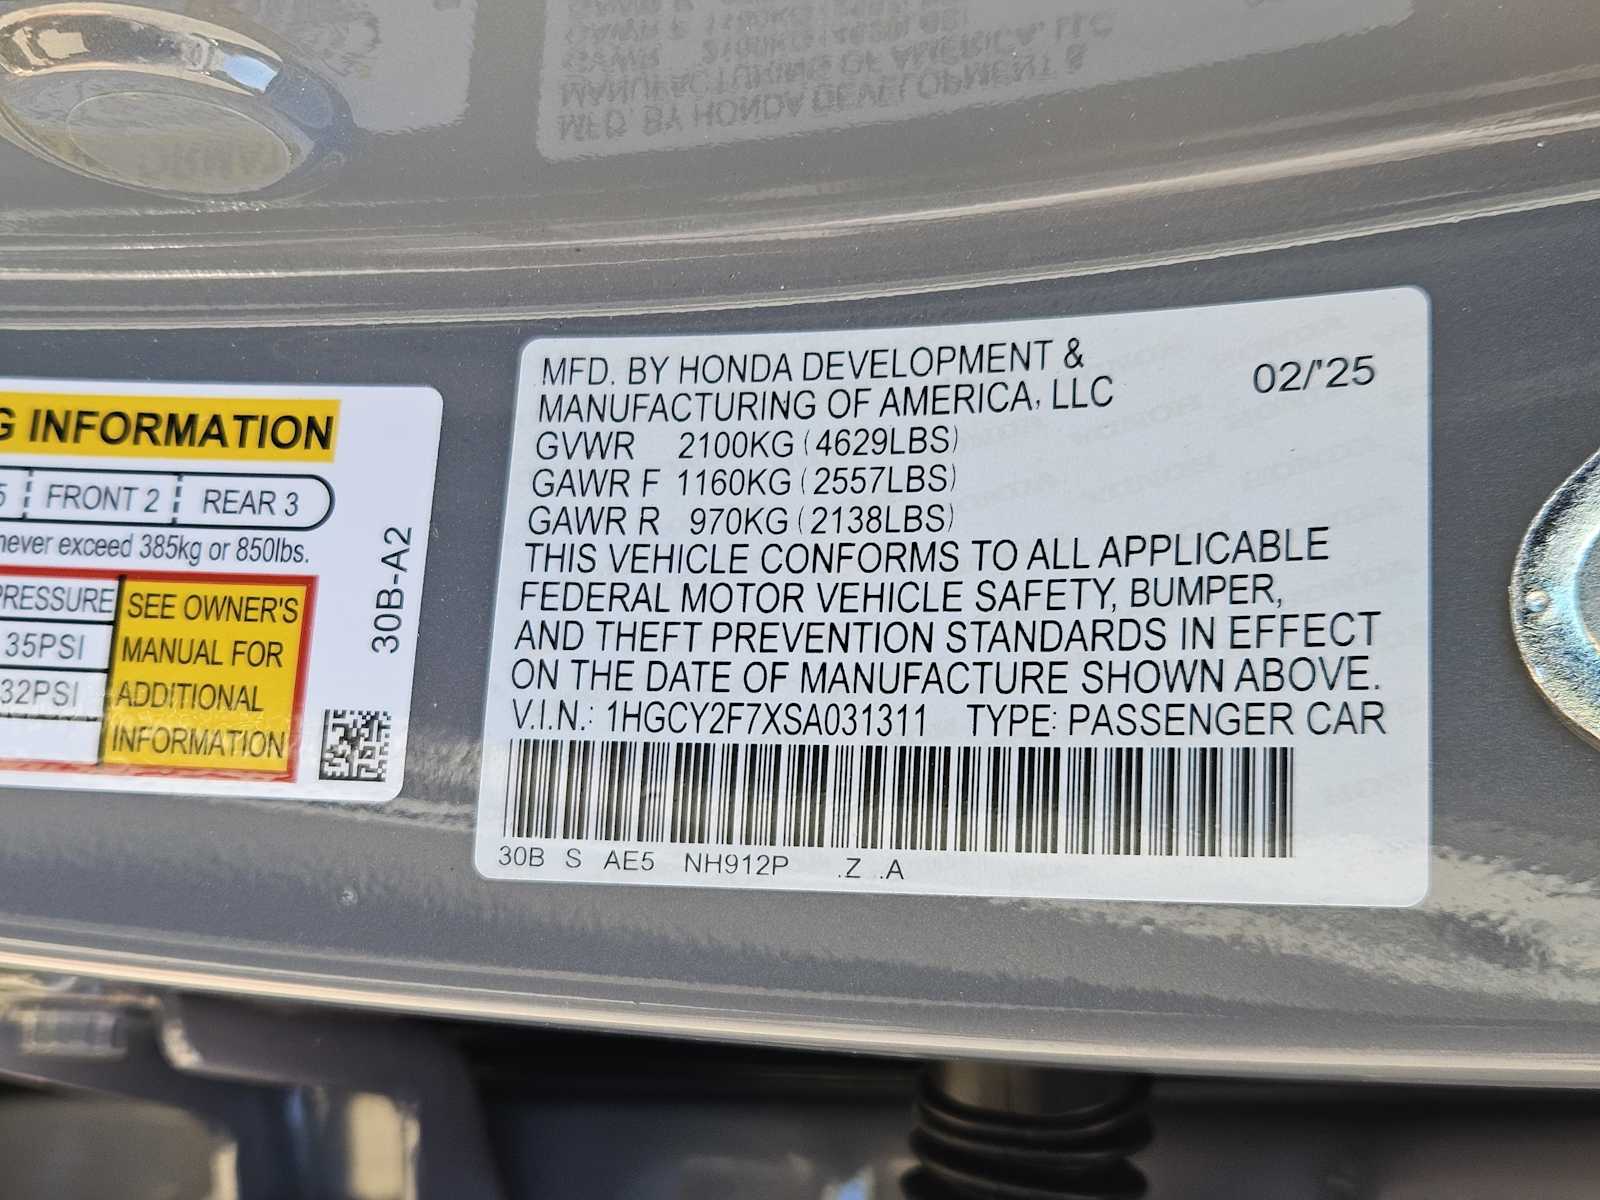 G INFORMATION
5 FRONT 2 REAR 3
never exceed 385kg or 850lbs.
PRESSURE
35PSI
32PSI
SEE OWNER'S
MANUAL FOR
ADDITIONAL
INFORMATION
30B-A2
MFD. BY HONDA DEVELOPMENT &
MANUFACTURING OF AMERICA, LLC
02/'25
GVWR 2100KG (4629LBS)
GAWR F 1160KG (2557LBS)
GAWR R 970KG (2138LBS)
THIS VEHICLE CONFORMS TO ALL APPLICABLE
FEDERAL MOTOR VEHICLE SAFETY, BUMPER,
AND THEFT PREVENTION STANDARDS IN EFFECT
ON THE DATE OF MANUFACTURE SHOWN ABOVE.
V.I.N.: 1HGCY2F7XSA031311 TYPE: PASSENGER CAR
30B S AE5 NH912P .Z .A